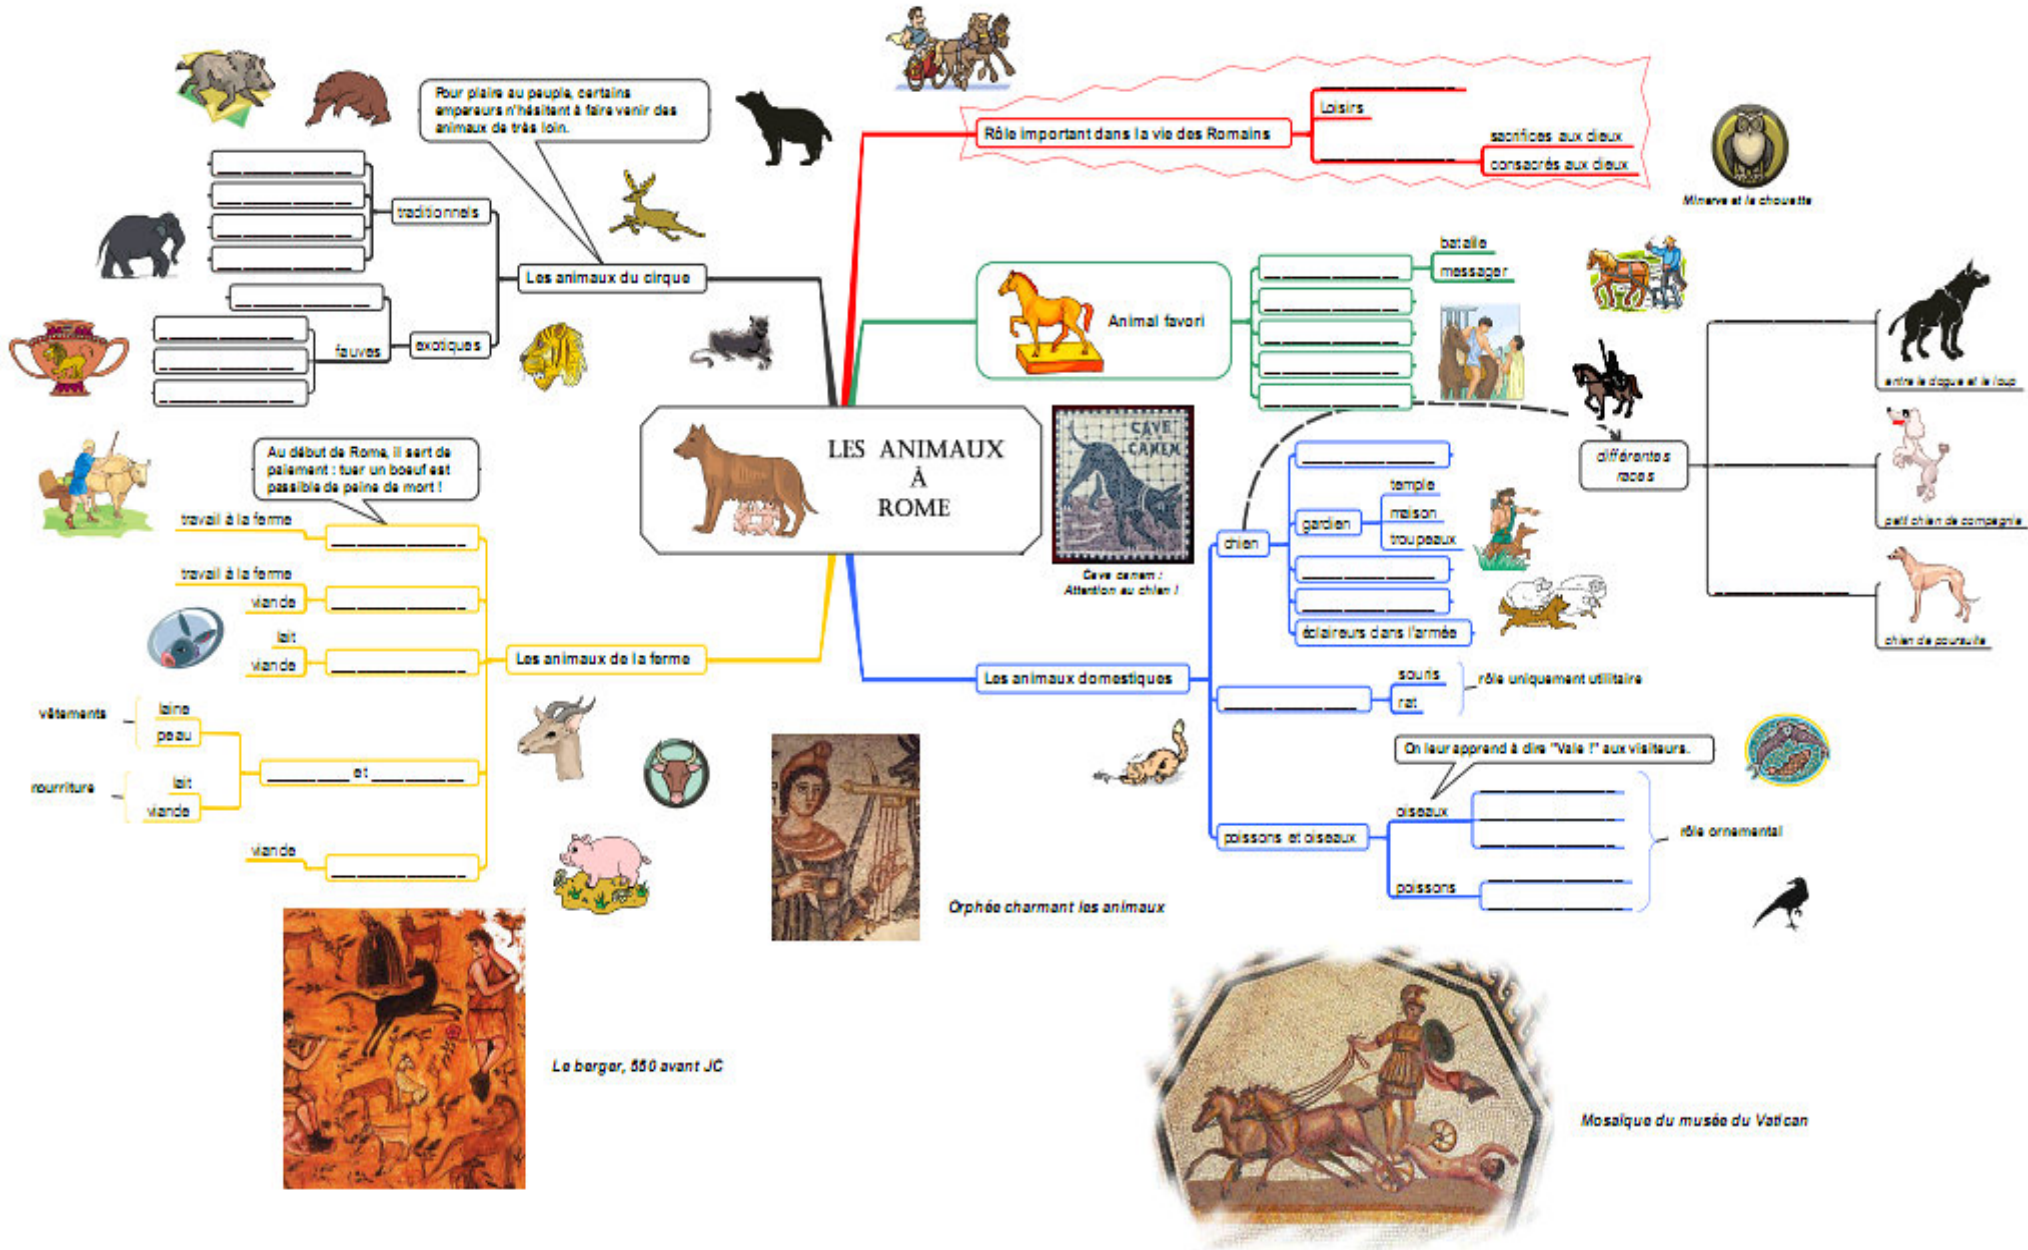 Pour plaire au peuple, certains
empereurs n'hésitent à faire venir des
animaux de très loin.
traditionnels
Les animaux du cirque
fauves
exotiques
Rôle important dans la vie des Romains
Loisirs
sacrifices aux dieux
consacrés aux dieux
Minerve et la chouette
Animal favori
bataille
messager
LES ANIMAUX
À
ROME
CAVE
CANEM
Cave canem :
Attention au chien !
différentes
races
entre le dogue et le loup
petit chien de compagnie
chien de poursuite
Au début de Rome, il sert de
paiement : tuer un boeuf est
passible de peine de mort !
travail à la ferme
travail à la ferme
viande
lait
viande
Les animaux de la ferme
vêtements
laine
peau
et
nourriture
lait
viande
viande
chien
gardien
temple
maison
troupeaux
éclaireurs dans l'armée
Les animaux domestiques
souris
rat
rôle uniquement utilitaire
On leur apprend à dire "Vale !" aux visiteurs.
poissons et oiseaux
oiseaux
poissons
rôle ornemental
Orphée charmant les animaux
Le berger, 550 avant JC
Mosaïque du musée du Vatican